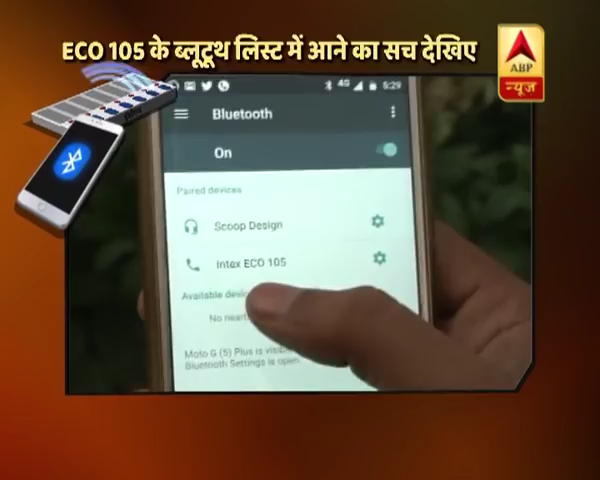 ECO 105 के ब्लूटूथ लिस्ट में आने का सच देखिए
ABP
न्यूज़
4G 5:29
Bluetooth
On
Paired devices
Scoop Design
Intex ECO 105
Available devic
No nearb
Moto G (5) Plus is visib
Bluetooth Settings is open.